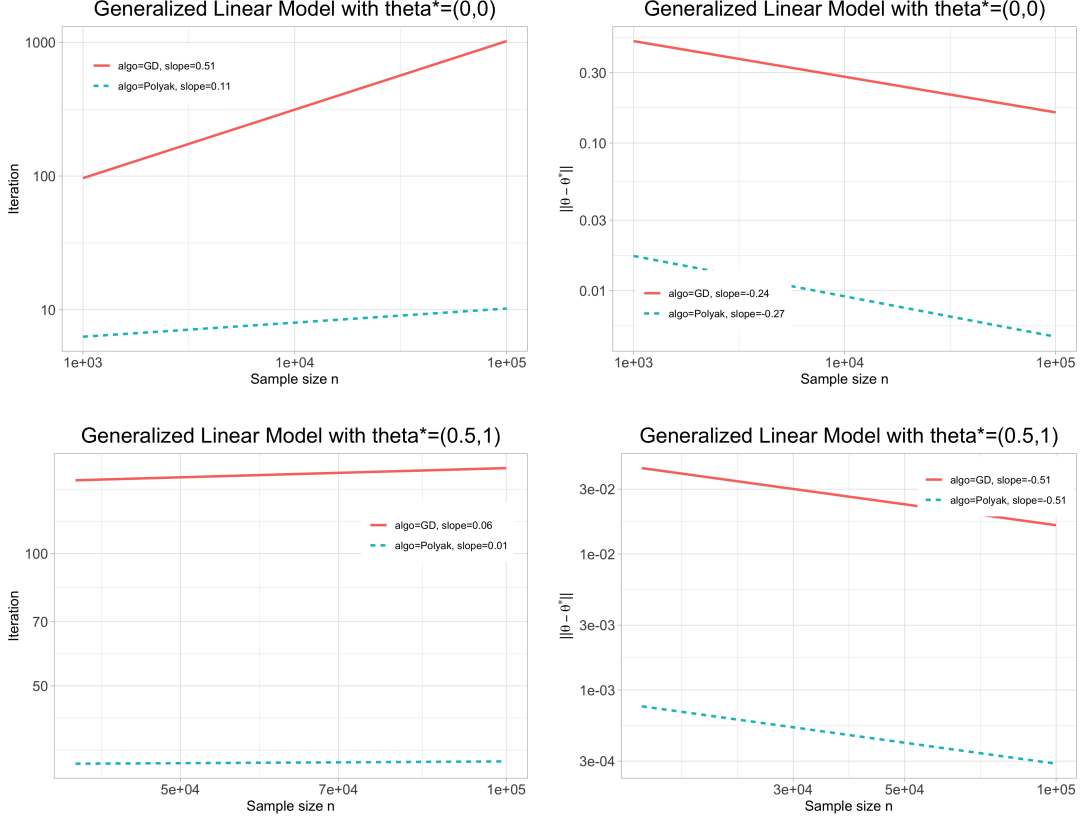 Generalized Linear Model with theta*=(0,0)
1000
100
10
Iteration
algo=GD, slope=0.51
algo=Polyak, slope=0.11
1e+03
1e+04
1e+05
Sample size n
Generalized Linear Model with theta*=(0,0)
0.30
0.10
0.03
0.01
||θ − θ*||
algo=GD, slope=-0.24
algo=Polyak, slope=-0.27
1e+03
1e+04
1e+05
Sample size n
Generalized Linear Model with theta*=(0.5,1)
100
70
50
Iteration
algo=GD, slope=0.06
algo=Polyak, slope=0.01
5e+04
7e+04
1e+05
Sample size n
Generalized Linear Model with theta*=(0.5,1)
3e-02
1e-02
3e-03
1e-03
3e-04
||θ − θ*||
algo=GD, slope=-0.51
algo=Polyak, slope=-0.51
3e+04
5e+04
1e+05
Sample size n